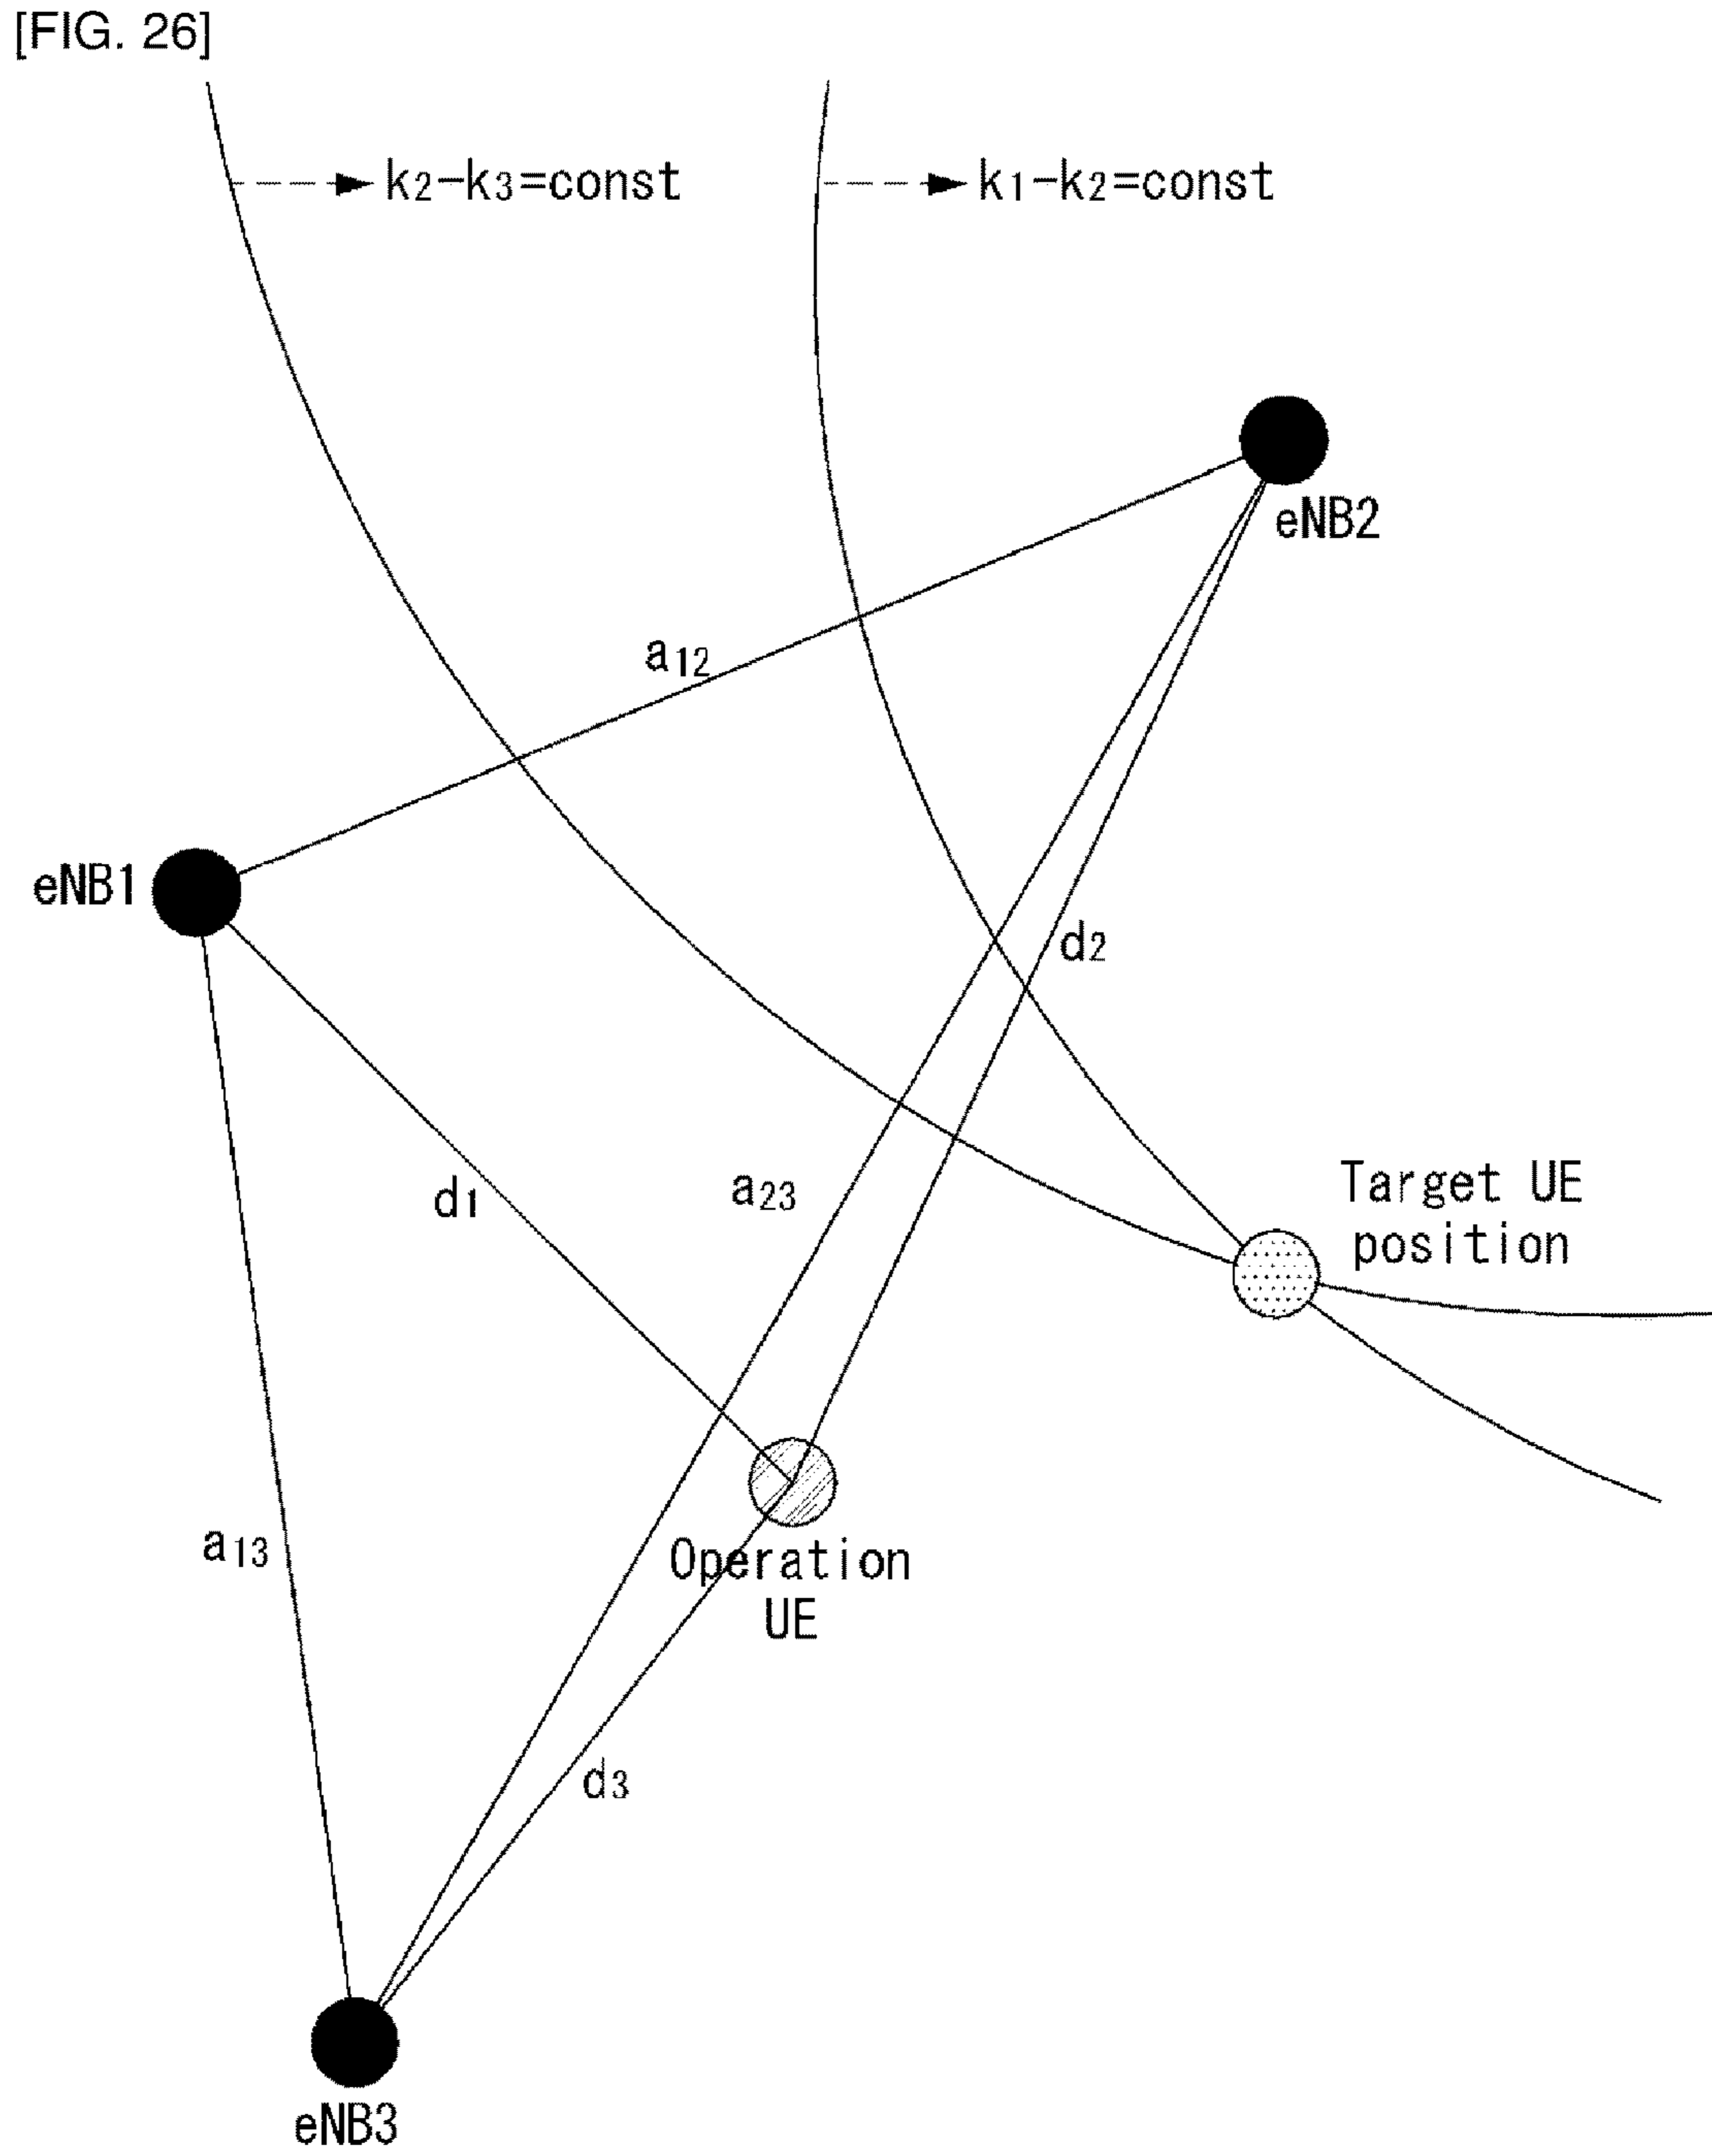 [FIG. 26]
k2-k3=const
k1-k2=const
eNB2
a12
eNB1
d2
d1
a23
Target UE
position
a13
Operation
UE
d3
eNB3